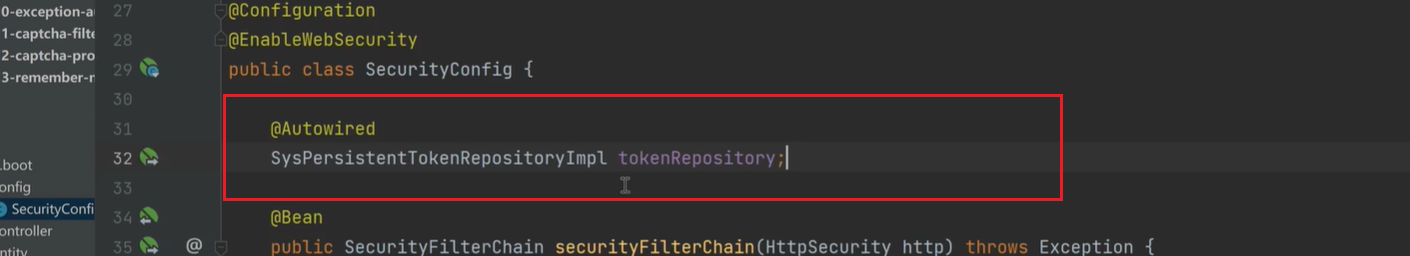 0-exception-a
1-captcha-filte
2-captcha-pro
3-remember-r
.boot
onfig
SecurityConfi
ontroller
ntity
27 @Configuration
28 @EnableWebSecurity
29 public class SecurityConfig {
30
31 @Autowired
32 SysPersistentTokenRepositoryImpl tokenRepository;
33
34 @Bean
35 @ public SecurityFilterChain securityFilterChain(HttpSecurity http) throws Exception {